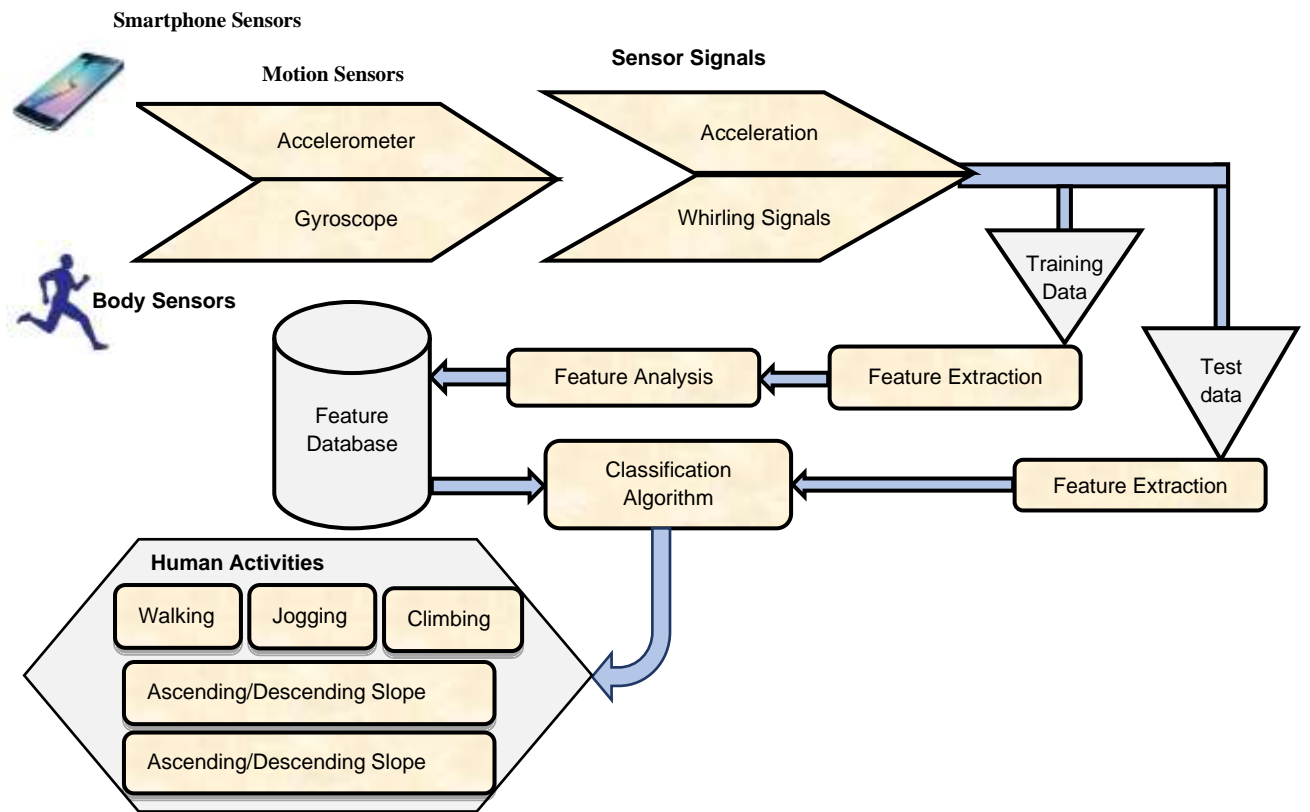 Smartphone Sensors
Motion Sensors
Sensor Signals
Accelerometer
Gyroscope
Acceleration
Whirling Signals
Body Sensors
Training
Data
Test
data
Feature Extraction
Feature Analysis
Feature
Database
Classification
Algorithm
Feature Extraction
Human Activities
Walking
Jogging
Climbing
Ascending/Descending Slope
Ascending/Descending Slope